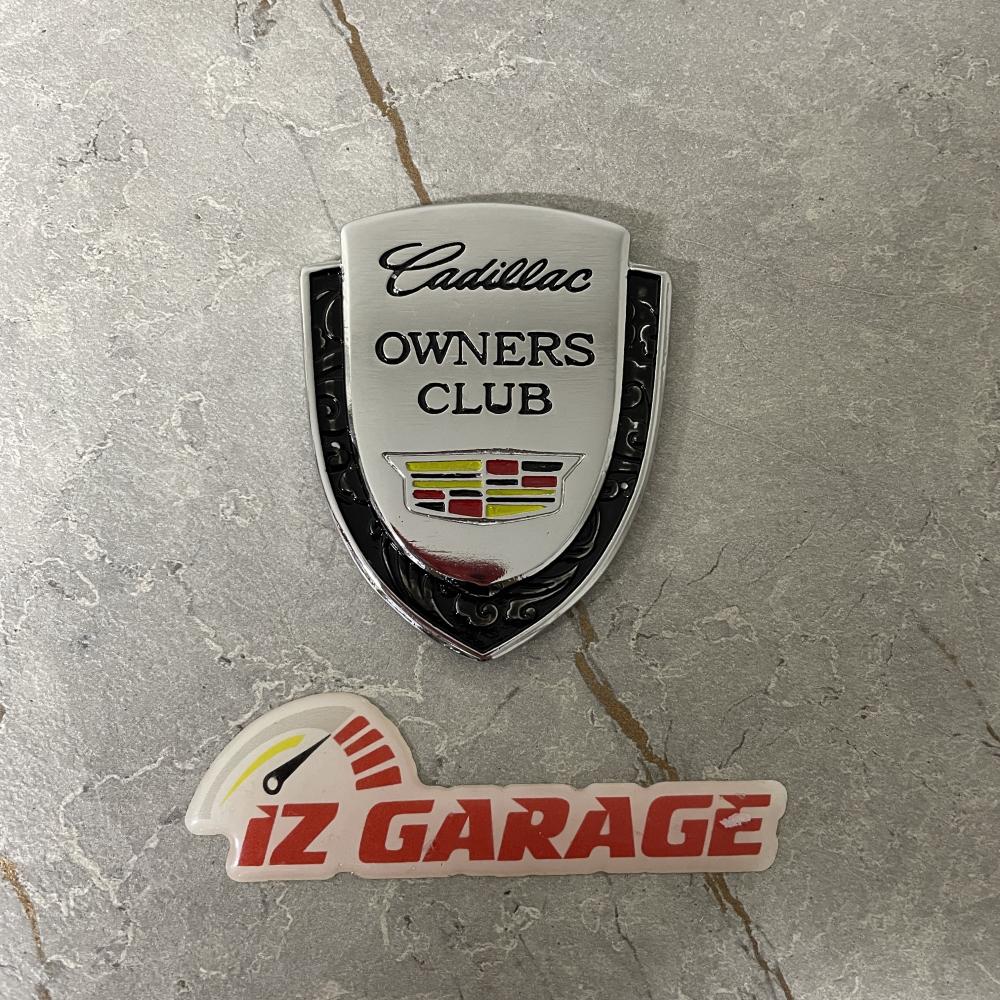 Cadillac
OWNERS
CLUB
IZ GARAGE